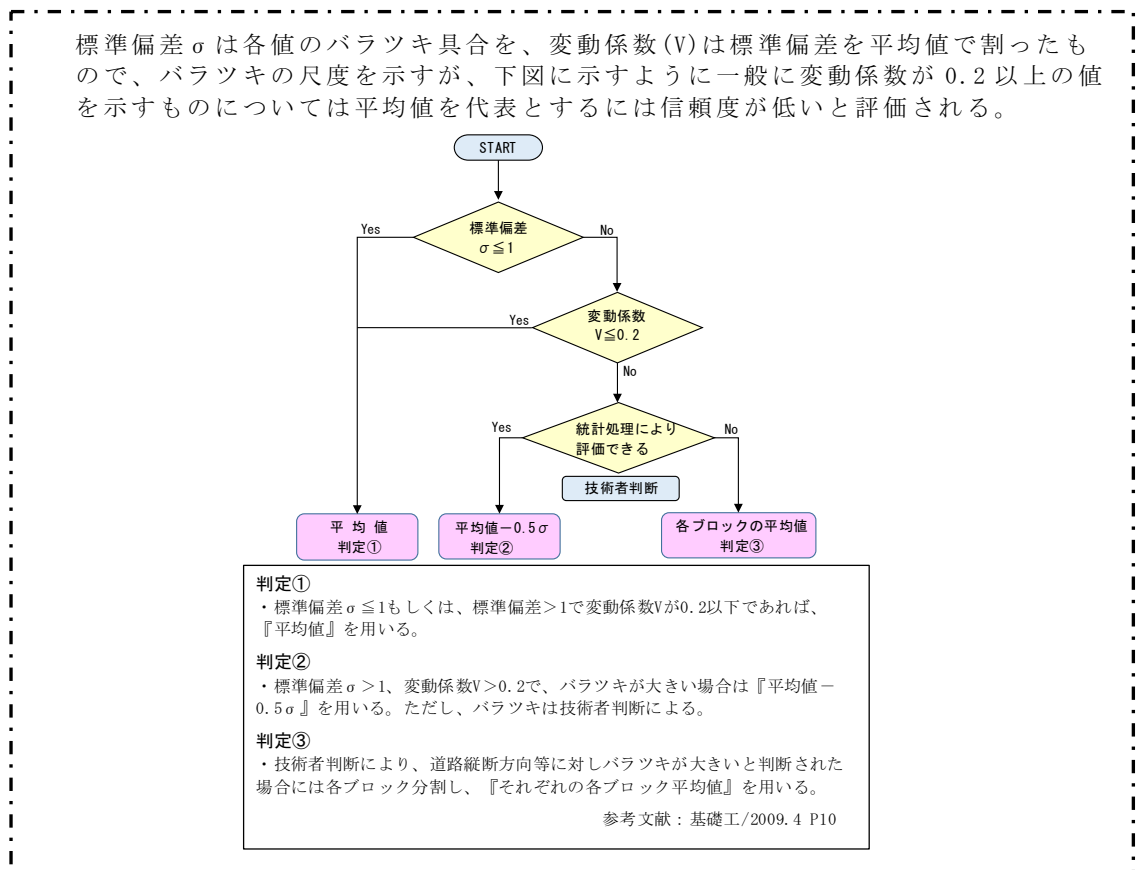 標準偏差σは各値のバラツキ具合を、変動係数(V)は標準偏差を平均値で割ったも
ので、バラツキの尺度を示すが、下図に示すように一般に変動係数が 0.2 以上の値
を示すものについては平均値を代表とするには信頼度が低いと評価される。
START
標準偏差
σ≦1
Yes
No
変動係数
V≦0.2
Yes
No
統計処理により
評価できる
Yes
No
技術者判断
平 均 値
判定①
平均値－0.5σ
判定②
各ブロックの平均値
判定③
判定①
・標準偏差σ≦1もしくは、標準偏差＞1で変動係数Vが0.2以下であれば、
『平均値』を用いる。
判定②
・標準偏差σ＞1、変動係数V＞0.2で、バラツキが大きい場合は『平均値－
0.5σ』を用いる。ただし、バラツキは技術者判断による。
判定③
・技術者判断により、道路縦断方向等に対しバラツキが大きいと判断された
場合には各ブロック分割し、『それぞれの各ブロック平均値』を用いる。
参考文献：基礎工/2009.4 P10